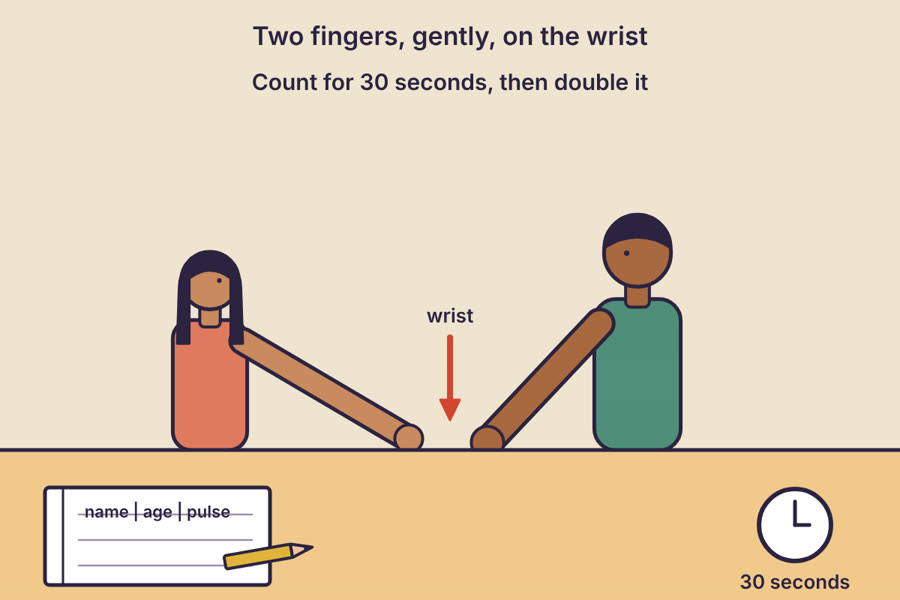 Two fingers, gently, on the wrist
Count for 30 seconds, then double it
wrist
name | age | pulse
30 seconds